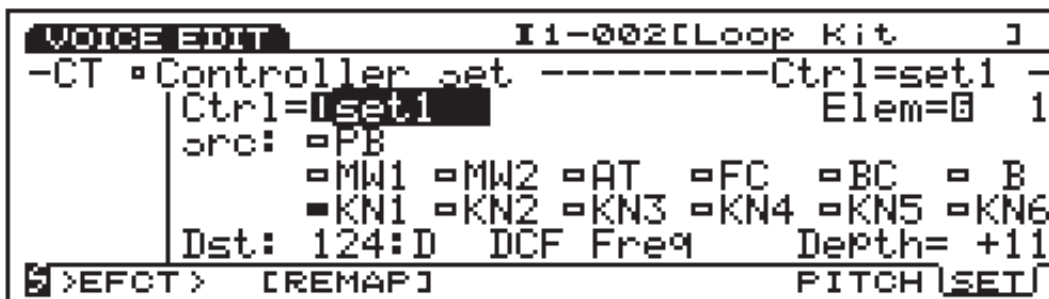 VOICE EDIT I1-002[Loop Kit ]
-CT Controller set ---------Ctrl=set1 -
Ctrl=set1 Elem=0 1
src: PB
MW1 MW2 AT FC BC B
KN1 KN2 KN3 KN4 KN5 KN6
Dst: 124:D DCF Freq Depth= +11
S >EFCT> [REMAP] PITCH SET